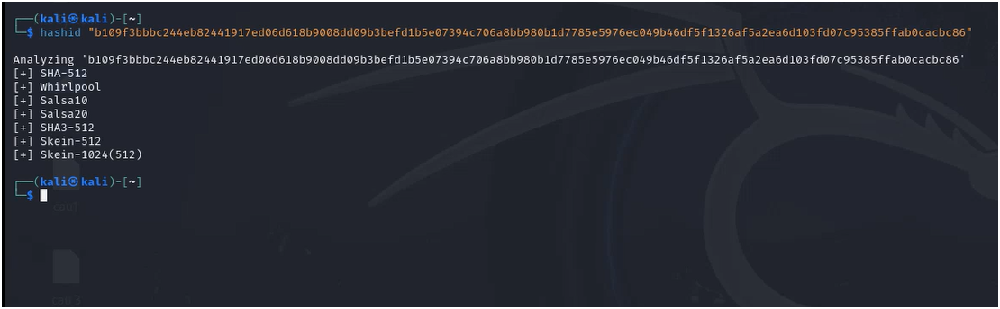 ┌──(kali㉿kali)-[~]
└─$ hashid "b109f3bbbc244eb82441917ed06d618b9008dd09b3befd1b5e07394c706a8bb980b1d7785e5976ec049b46df5f1326af5a2ea6d103fd07c95385ffab0cacbc86"
Analyzing 'b109f3bbbc244eb82441917ed06d618b9008dd09b3befd1b5e07394c706a8bb980b1d7785e5976ec049b46df5f1326af5a2ea6d103fd07c95385ffab0cacbc86'
[+] SHA-512
[+] Whirlpool
[+] Salsa10
[+] Salsa20
[+] SHA3-512
[+] Skein-512
[+] Skein-1024(512)
┌──(kali㉿kali)-[~]
└─$